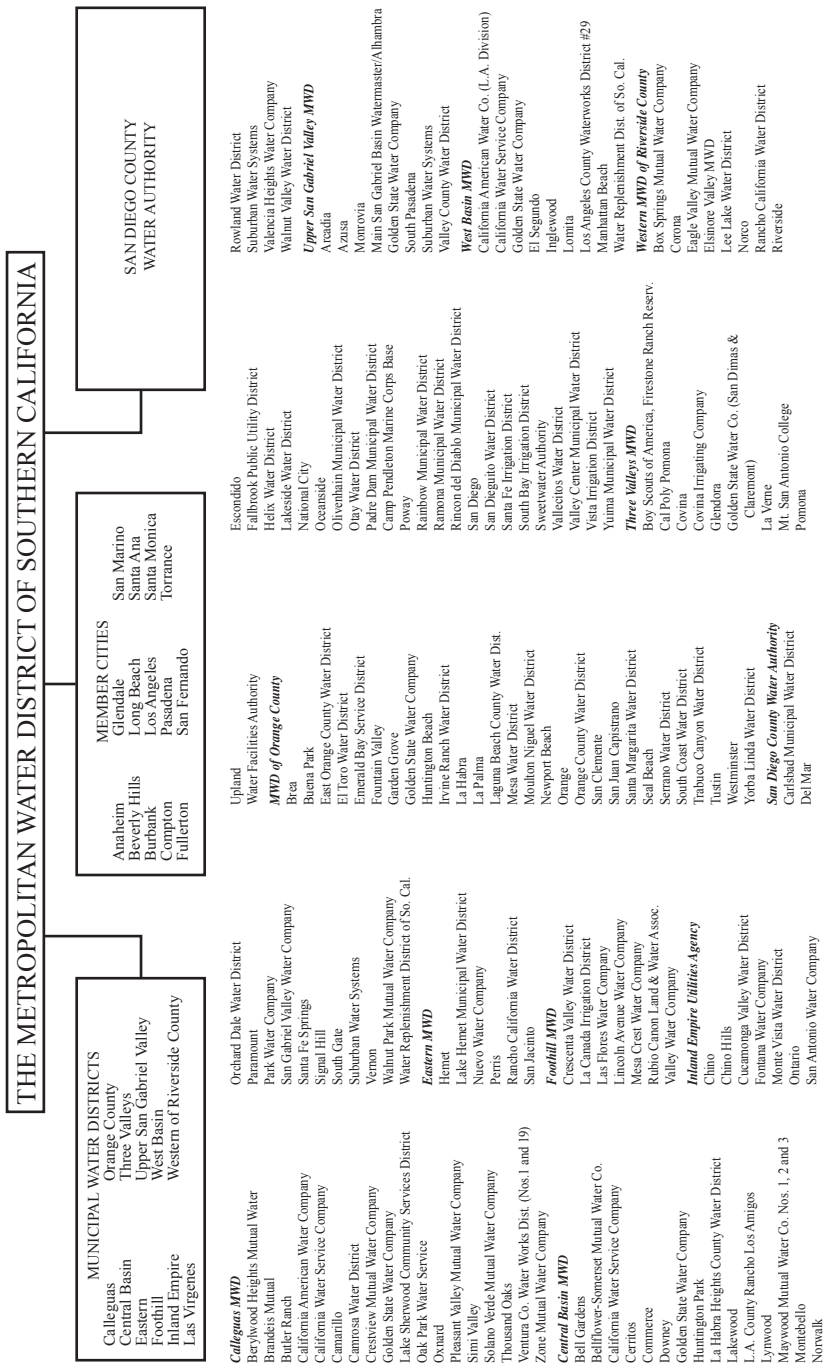 THE METROPOLITAN WATER DISTRICT OF SOUTHERN CALIFORNIA
MUNICIPAL WATER DISTRICTS
Calleguas
Central Basin
Eastern
Foothill
Inland Empire
Las Virgenes
Orange County
Three Valleys
Upper San Gabriel Valley
West Basin
Western of Riverside County
MEMBER CITIES
Anaheim
Beverly Hills
Burbank
Compton
Fullerton
Glendale
Long Beach
Los Angeles
Pasadena
San Fernando
San Marino
Santa Ana
Santa Monica
Torrance
SAN DIEGO COUNTY
WATER AUTHORITY
Calleguas MWD
Berylwood Heights Mutual Water
Brandeis Mutual
Butler Ranch
California American Water Company
California Water Service Company
Camarillo
Camrosa Water District
Crestview Mutual Water Company
Golden State Water Company
Lake Sherwood Community Services District
Oak Park Water Service
Oxnard
Pleasant Valley Mutual Water Company
Simi Valley
Solano Verde Mutual Water Company
Thousand Oaks
Ventura Co. Water Works Dist. (Nos.1 and 19)
Zone Mutual Water Company
Central Basin MWD
Bell Gardens
Bellflower-Somerset Mutual Water Co.
California Water Service Company
Cerritos
Commerce
Downey
Golden State Water Company
Huntington Park
La Habra Heights County Water District
Lakewood
L.A. County Rancho Los Amigos
Lynwood
Maywood Mutual Water Co. Nos. 1, 2 and 3
Montebello
Norwalk
Orchard Dale Water District
Paramount
Park Water Company
San Gabriel Valley Water Company
Santa Fe Springs
Signal Hill
South Gate
Suburban Water Systems
Vernon
Walnut Park Mutual Water Company
Water Replenishment District of So. Cal.
Eastern MWD
Hemet
Lake Hemet Municipal Water District
Nuevo Water Company
Perris
Rancho California Water District
San Jacinto
Foothill MWD
Crescenta Valley Water District
La Canada Irrigation District
Las Flores Water Company
Lincoln Avenue Water Company
Mesa Crest Water Company
Rubio Canon Land & Water Assoc.
Valley Water Company
Inland Empire Utilities Agency
Chino
Chino Hills
Cucamonga Valley Water District
Fontana Water Company
Monte Vista Water District
Ontario
San Antonio Water Company
Upland
Water Facilities Authority
MWD of Orange County
Brea
Buena Park
East Orange County Water District
El Toro Water District
Emerald Bay Service District
Fountain Valley
Garden Grove
Golden State Water Company
Huntington Beach
Irvine Ranch Water District
La Habra
La Palma
Laguna Beach County Water Dist.
Mesa Water District
Moulton Niguel Water District
Newport Beach
Orange
Orange County Water District
San Clemente
San Juan Capistrano
Santa Margarita Water District
Seal Beach
Serrano Water District
South Coast Water District
Trabuco Canyon Water District
Tustin
Westminster
Yorba Linda Water District
San Diego County Water Authority
Carlsbad Municipal Water District
Del Mar
Escondido
Fallbrook Public Utility District
Helix Water District
Lakeside Water District
National City
Oceanside
Olivenhain Municipal Water District
Otay Water District
Padre Dam Municipal Water District
Camp Pendleton Marine Corps Base
Poway
Rainbow Municipal Water District
Ramona Municipal Water District
Rincon del Diablo Municipal Water District
San Diego
San Dieguito Water District
Santa Fe Irrigation District
South Bay Irrigation District
Sweetwater Authority
Vallecitos Water District
Valley Center Municipal Water District
Vista Irrigation District
Yuima Municipal Water District
Three Valleys MWD
Boy Scouts of America, Firestone Ranch Reserv.
Cal Poly Pomona
Covina
Covina Irrigating Company
Glendora
Golden State Water Co. (San Dimas &
Claremont)
La Verne
Mt. San Antonio College
Pomona
Rowland Water District
Suburban Water Systems
Valencia Heights Water Company
Walnut Valley Water District
Upper San Gabriel Valley MWD
Arcadia
Azusa
Monrovia
Main San Gabriel Basin Watermaster/Alhambra
Golden State Water Company
South Pasadena
Suburban Water Systems
Valley County Water District
West Basin MWD
California American Water Co. (L.A. Division)
California Water Service Company
Golden State Water Company
El Segundo
Inglewood
Lomita
Los Angeles County Waterworks District #29
Manhattan Beach
Water Replenishment Dist. of So. Cal.
Western MWD of Riverside County
Box Springs Mutual Water Company
Corona
Eagle Valley Mutual Water Company
Elsinore Valley MWD
Lee Lake Water District
Norco
Rancho California Water District
Riverside